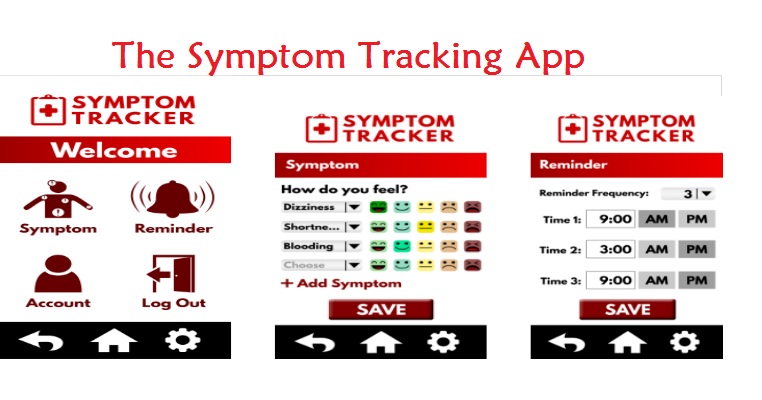 The Symptom Tracking App
SYMPTOM
TRACKER
Welcome
Symptom
Reminder
Account
Log Out
SYMPTOM
TRACKER
Symptom
How do you feel?
Dizziness
Shortne...
Blooding
Choose
+ Add Symptom
SAVE
SYMPTOM
TRACKER
Reminder
Reminder Frequency: 3
Time 1: 9:00 AM PM
Time 2: 3:00 AM PM
Time 3: 9:00 AM PM
SAVE